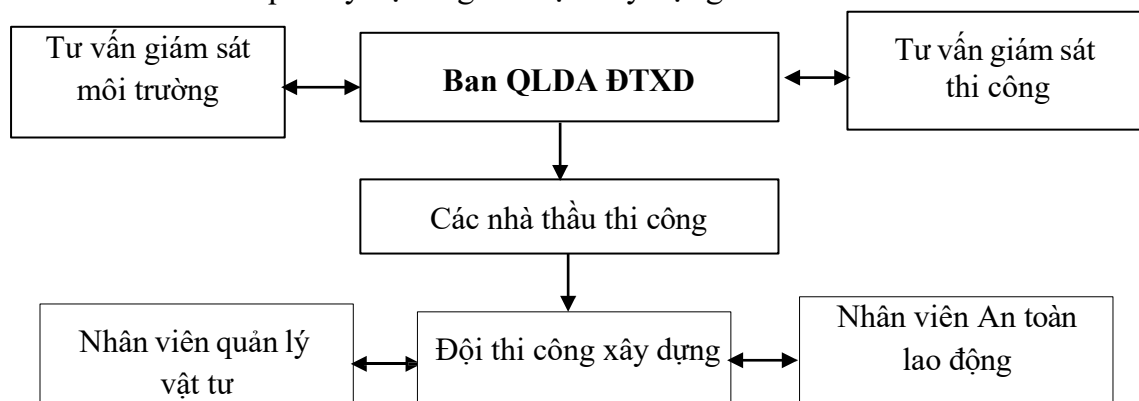 Tư vấn giám sát
môi trường
Ban QLDA ĐTXD
Tư vấn giám sát
thi công
Các nhà thầu thi công
Nhân viên quản lý
vật tư
Đội thi công xây dựng
Nhân viên An toàn
lao động